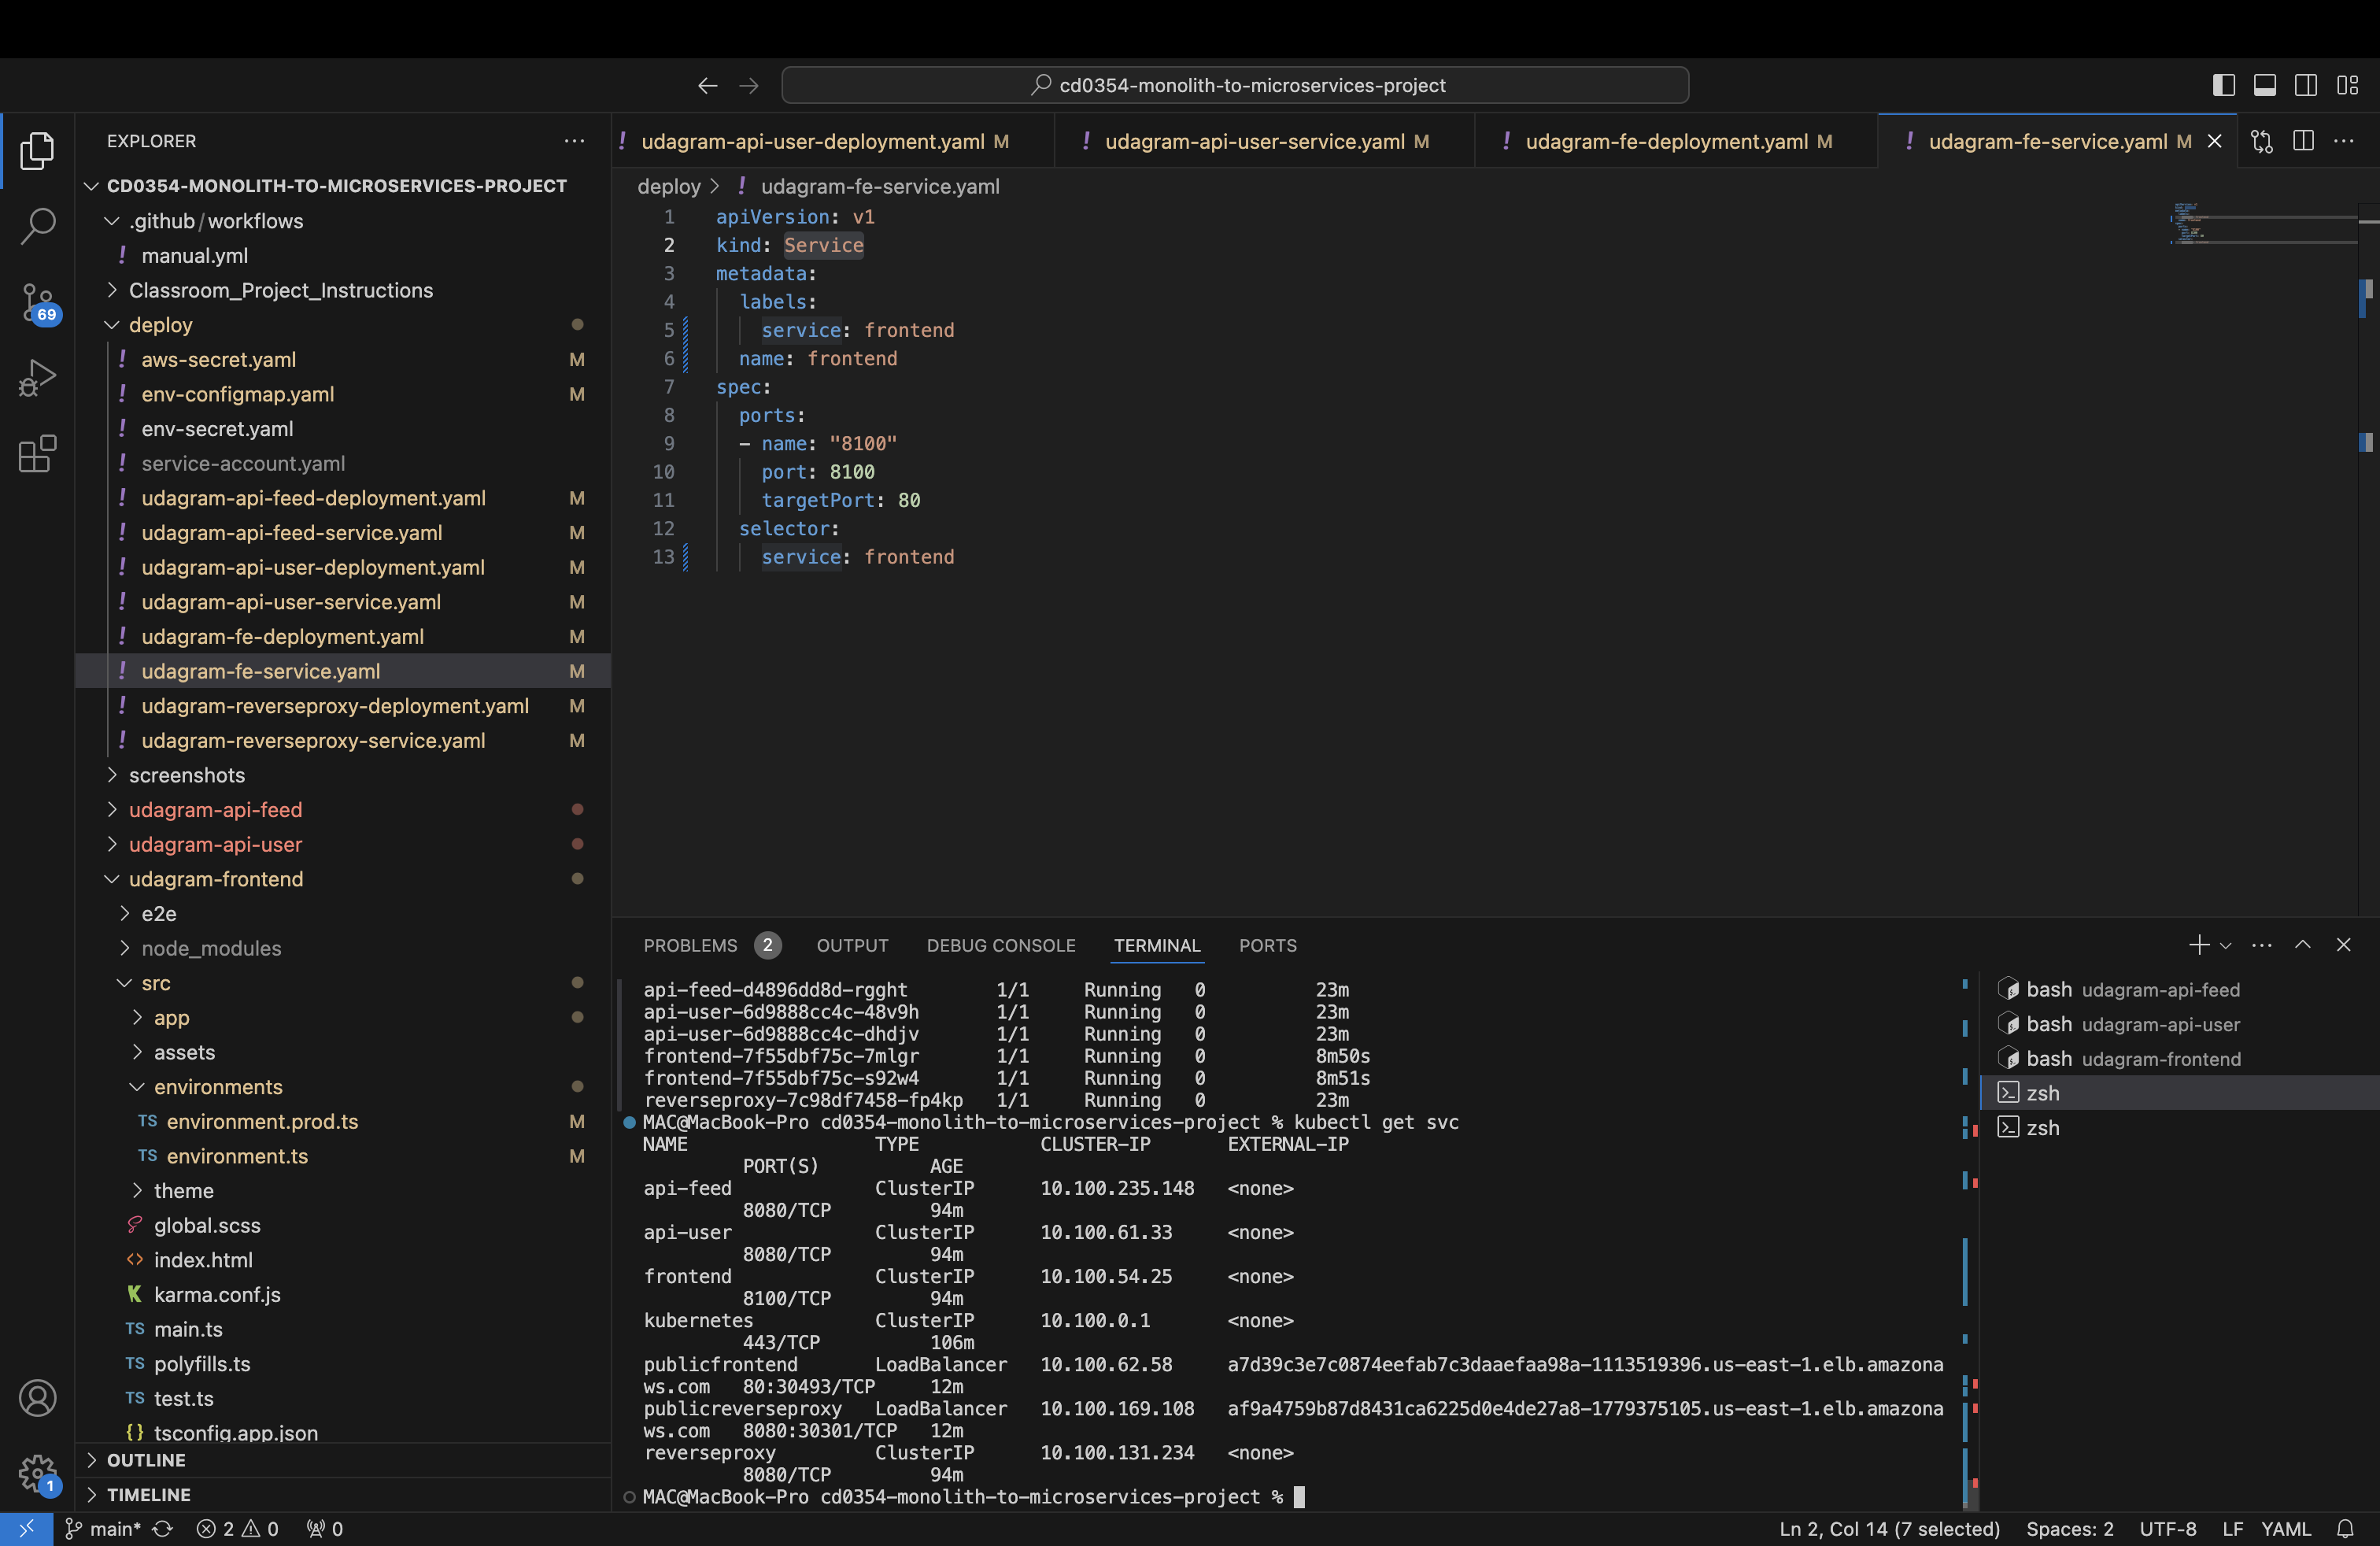 cd0354-monolith-to-microservices-project
EXPLORER
CD0354-MONOLITH-TO-MICROSERVICES-PROJECT
.github/workflows
! manual.yml
Classroom_Project_Instructions
deploy
! aws-secret.yaml M
! env-configmap.yaml M
! env-secret.yaml
! service-account.yaml
! udagram-api-feed-deployment.yaml M
! udagram-api-feed-service.yaml M
! udagram-api-user-deployment.yaml M
! udagram-api-user-service.yaml M
! udagram-fe-deployment.yaml M
! udagram-fe-service.yaml M
! udagram-reverseproxy-deployment.yaml M
! udagram-reverseproxy-service.yaml M
screenshots
udagram-api-feed
udagram-api-user
udagram-frontend
e2e
node_modules
src
app
assets
environments
TS environment.prod.ts M
TS environment.ts M
theme
global.scss
<> index.html
K karma.conf.js
TS main.ts
TS polyfills.ts
TS test.ts
{} tsconfig.app.json
OUTLINE
TIMELINE
69
1
! udagram-api-user-deployment.yaml M
! udagram-api-user-service.yaml M
! udagram-fe-deployment.yaml M
! udagram-fe-service.yaml M
deploy > ! udagram-fe-service.yaml
1 apiVersion: v1
2 kind: Service
3 metadata:
4 labels:
5 service: frontend
6 name: frontend
7 spec:
8 ports:
9 - name: "8100"
10 port: 8100
11 targetPort: 80
12 selector:
13 service: frontend
PROBLEMS 2 OUTPUT DEBUG CONSOLE TERMINAL PORTS
api-feed-d4896dd8d-rgght 1/1 Running 0 23m
api-user-6d9888cc4c-48v9h 1/1 Running 0 23m
api-user-6d9888cc4c-dhdjv 1/1 Running 0 23m
frontend-7f55dbf75c-7mlgr 1/1 Running 0 8m50s
frontend-7f55dbf75c-s92w4 1/1 Running 0 8m51s
reverseproxy-7c98df7458-fp4kp 1/1 Running 0 23m
MAC@MacBook-Pro cd0354-monolith-to-microservices-project % kubectl get svc
NAME TYPE CLUSTER-IP EXTERNAL-IP
PORT(S) AGE
api-feed ClusterIP 10.100.235.148 <none>
8080/TCP 94m
api-user ClusterIP 10.100.61.33 <none>
8080/TCP 94m
frontend ClusterIP 10.100.54.25 <none>
8100/TCP 94m
kubernetes ClusterIP 10.100.0.1 <none>
443/TCP 106m
publicfrontend LoadBalancer 10.100.62.58 a7d39c3e7c0874eefab7c3daaefaa98a-1113519396.us-east-1.elb.amazona
ws.com 80:30493/TCP 12m
publicreverseproxy LoadBalancer 10.100.169.108 af9a4759b87d8431ca6225d0e4de27a8-1779375105.us-east-1.elb.amazona
ws.com 8080:30301/TCP 12m
reverseproxy ClusterIP 10.100.131.234 <none>
8080/TCP 94m
MAC@MacBook-Pro cd0354-monolith-to-microservices-project %
bash udagram-api-feed
bash udagram-api-user
bash udagram-frontend
zsh
zsh
main* 2 0 0
Ln 2, Col 14 (7 selected) Spaces: 2 UTF-8 LF YAML